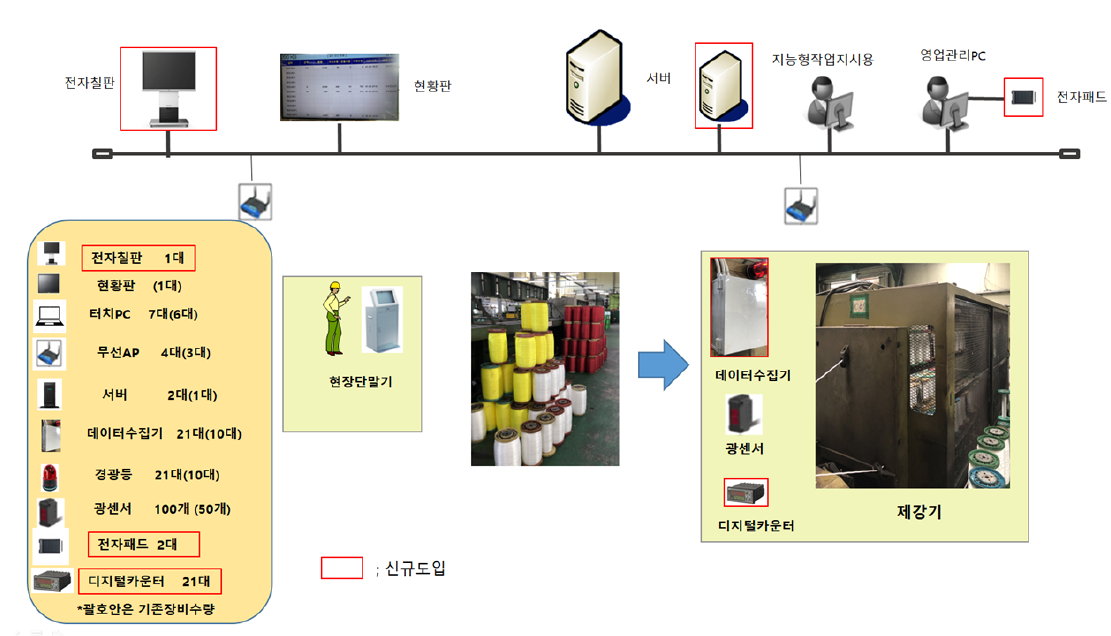 전자칠판
현황판
서버
지능형작업지시용
영업관리PC
전자패드
전자칠판 1대
현황판 (1대)
터치PC 7대(6대)
무선AP 4대(3대)
서버 2대(1대)
데이터수집기 21대(10대)
경광등 21대(10대)
광센서 100개 (50개)
전자패드 2대
디지털카운터 21대
*괄호안은 기존장비수량
현장단말기
데이터수집기
광센서
디지털카운터
제강기
; 신규도입